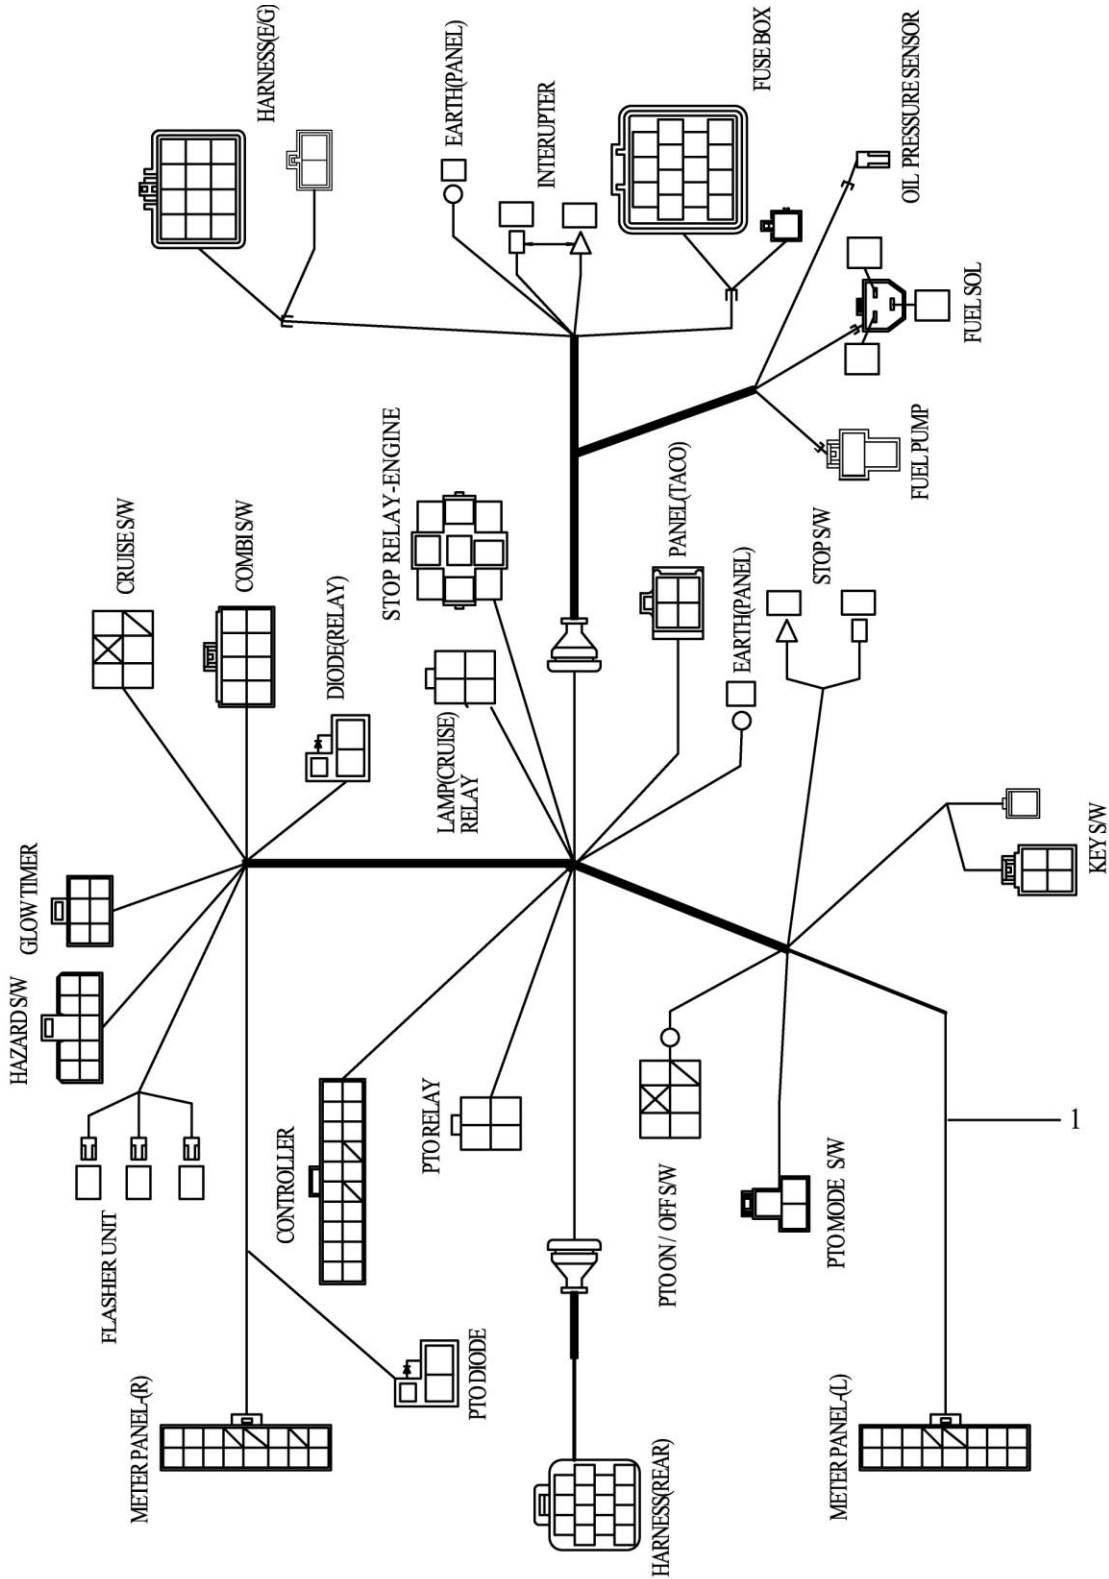 METER PANEL-(R)
FLASHER UNIT
HAZARD S/W
GLOW TIMER
CRUISE S/W
COMBI S/W
DIODE(RELAY)
HARNESS(E/G)
PTO DIODE
CONTROLLER
PTO RELAY
LAMP(CRUISE)
RELAY
STOP RELAY-ENGINE
EARTH(PANEL)
INTERUPTER
HARNESS(REAR)
PTO ON / OFF S/W
PANEL(TACO)
EARTH(PANEL)
FUSE BOX
METER PANEL-(L)
PTO MODE S/W
STOP S/W
FUEL PUMP
FUEL SOL
OIL PRESSURE SENSOR
KEY S/W
1